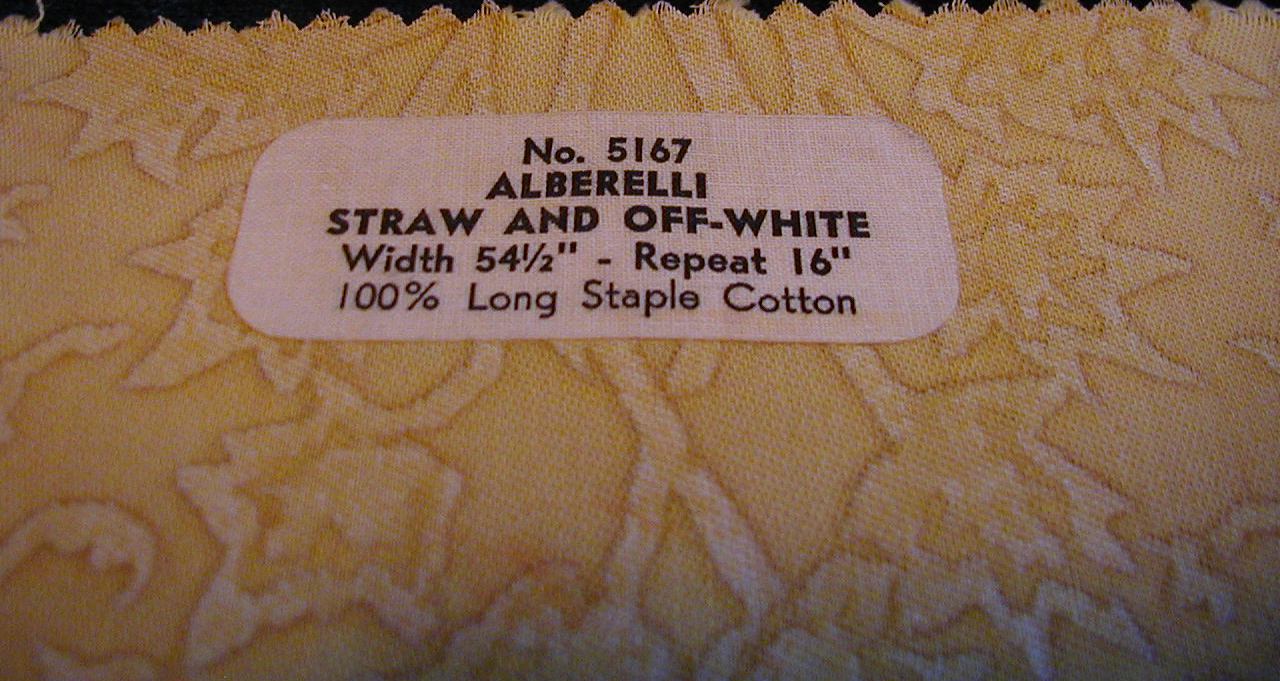 No. 5167
ALBERELLI
STRAW AND OFF-WHITE
Width 54½" - Repeat 16"
100% Long Staple Cotton